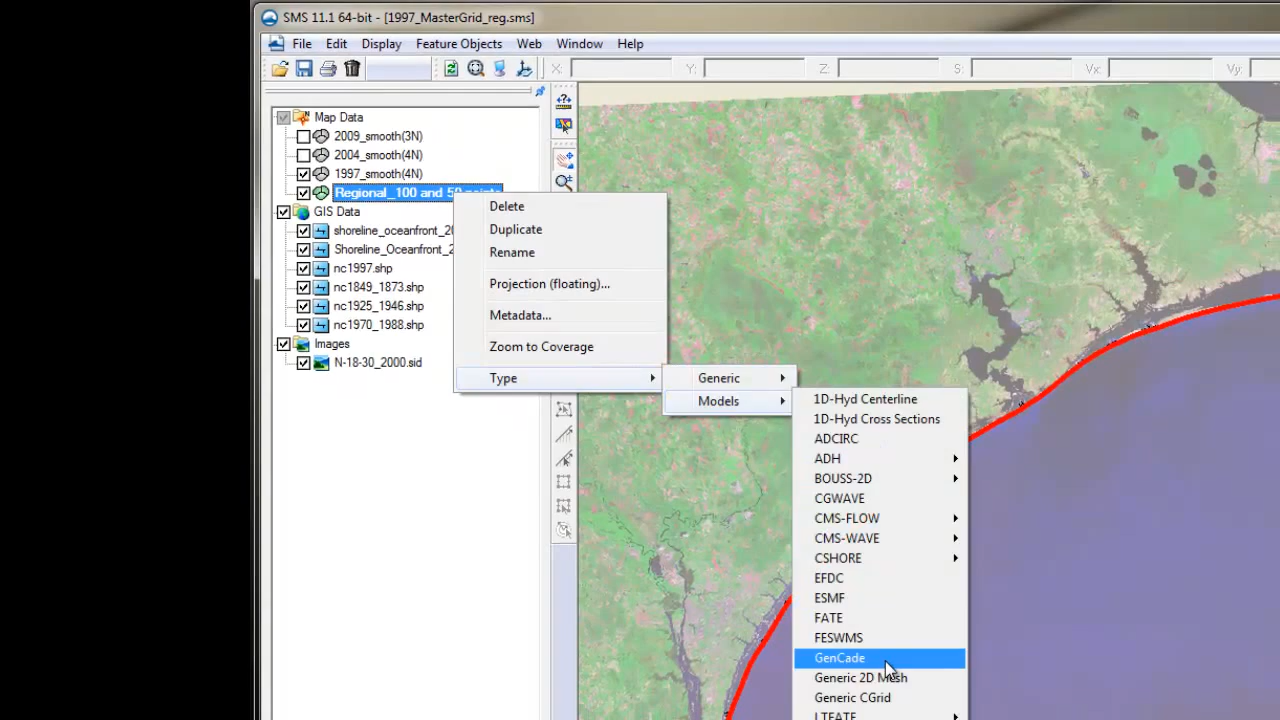 SMS 11.1 64-bit - [1997_MasterGrid_reg.sms]
File Edit Display Feature Objects Web Window Help
X: Y: Z: S: Vx: Vy:
Map Data
2009_smooth(3N)
2004_smooth(4N)
1997_smooth(4N)
Regional_100 and 50 points
GIS Data
shoreline_oceanfront_20
Shoreline_Oceanfront_2
nc1997.shp
nc1849_1873.shp
nc1925_1946.shp
nc1970_1988.shp
Images
N-18-30_2000.sid
Delete
Duplicate
Rename
Projection (floating)...
Metadata...
Zoom to Coverage
Type
Generic
Models
1D-Hyd Centerline
1D-Hyd Cross Sections
ADCIRC
ADH
BOUSS-2D
CGWAVE
CMS-FLOW
CMS-WAVE
CSHORE
EFDC
ESMF
FATE
FESWMS
GenCade
Generic 2D Mesh
Generic CGrid
LTFATE